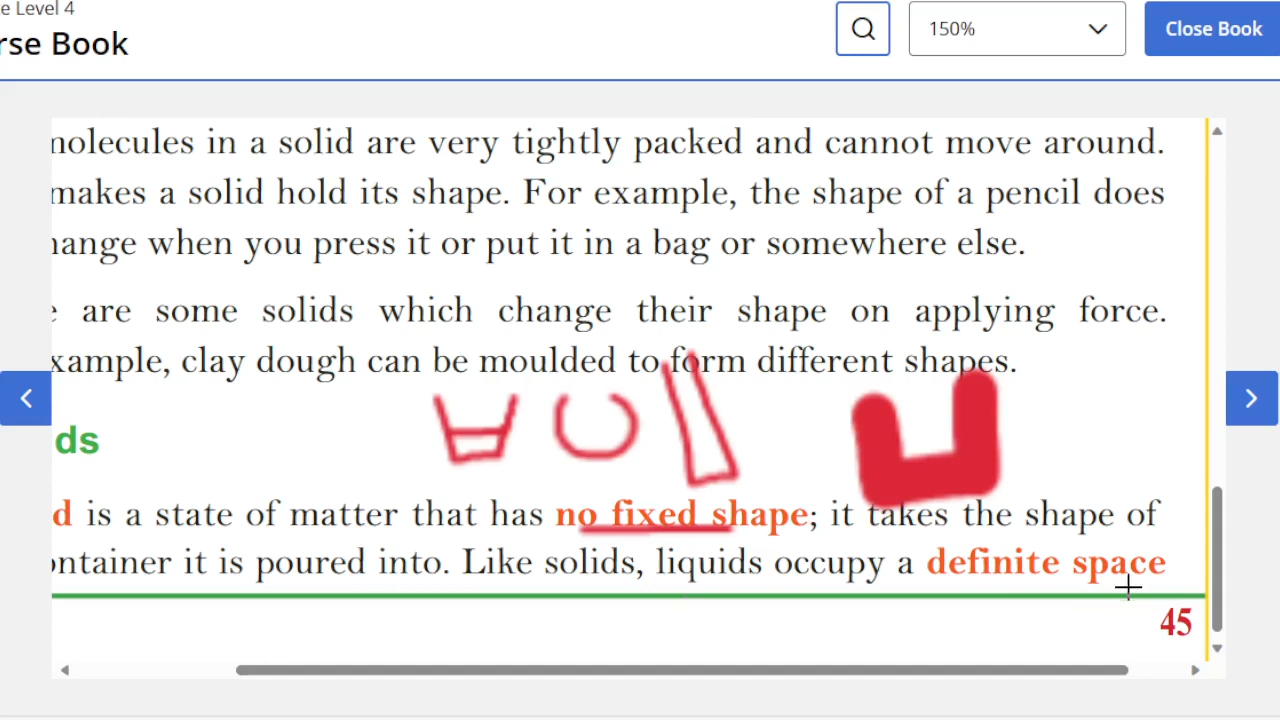 e Level 4
rse Book
150%
Close Book
nolecules in a solid are very tightly packed and cannot move around.
makes a solid hold its shape. For example, the shape of a pencil does
hange when you press it or put it in a bag or somewhere else.
e are some solids which change their shape on applying force.
xample, clay dough can be moulded to form different shapes.
ds
d is a state of matter that has no fixed shape; it takes the shape of
ontainer it is poured into. Like solids, liquids occupy a definite space
45